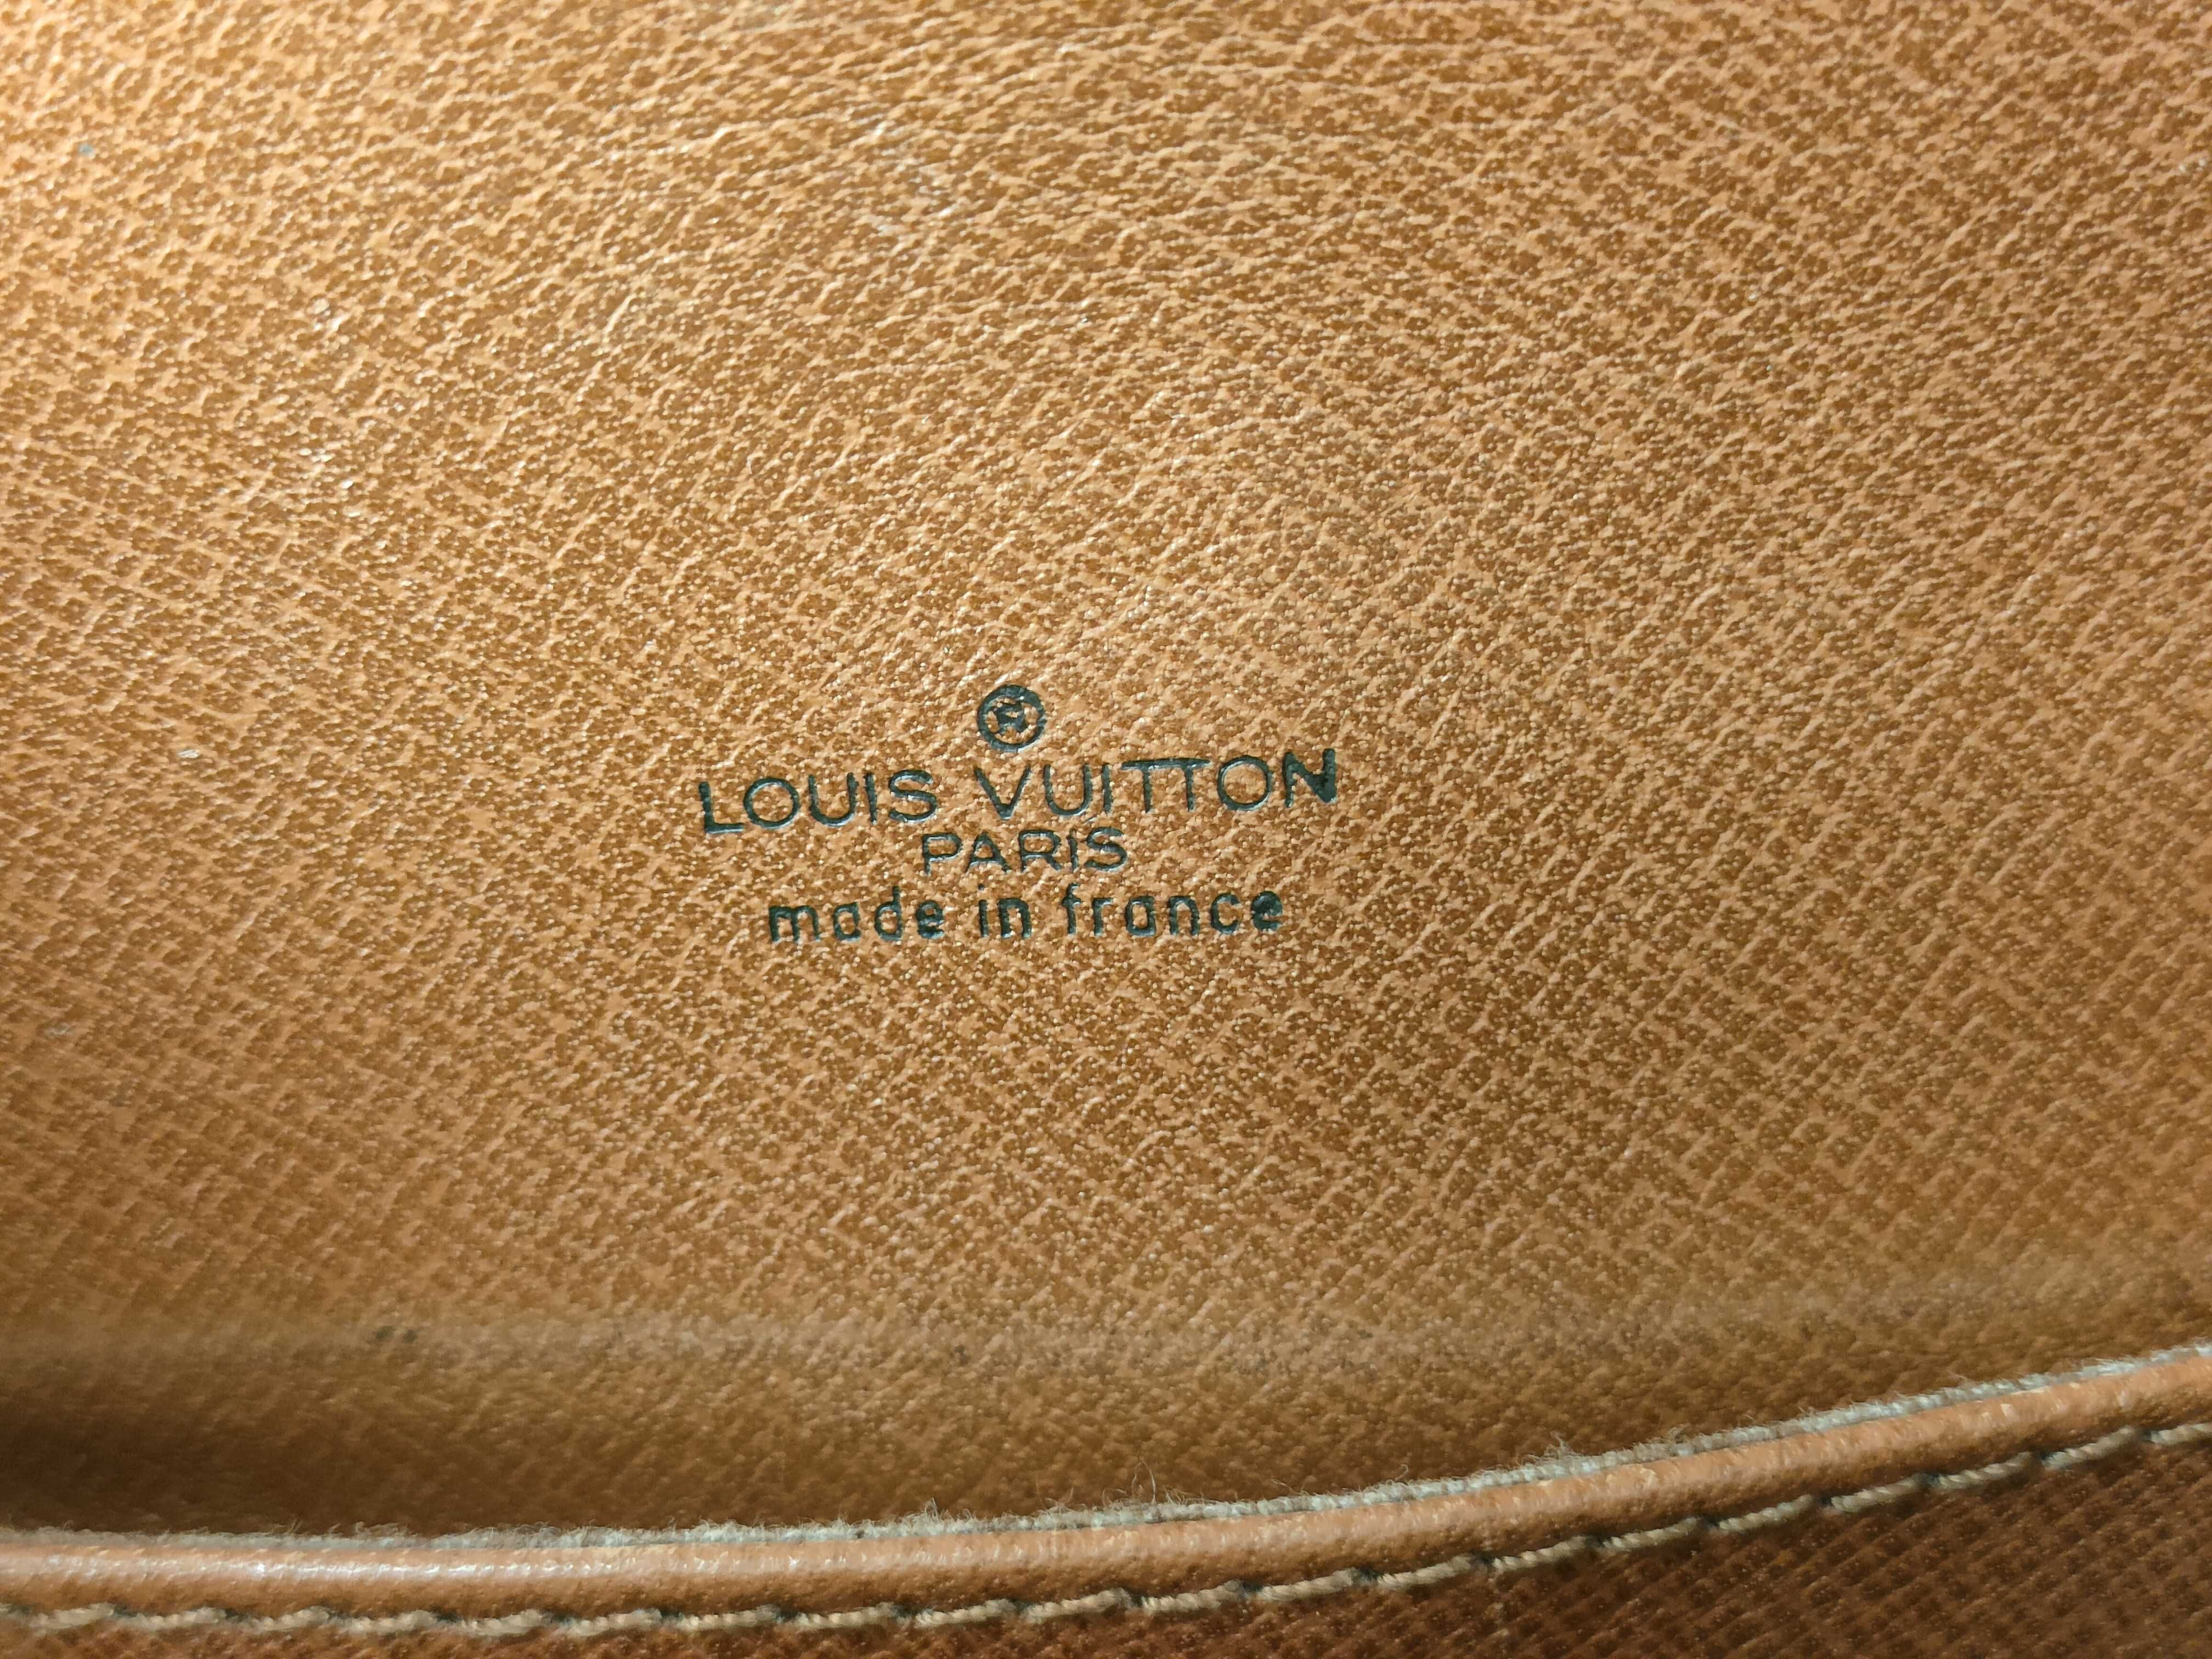 ®
LOUIS VUITTON
PARIS
made in france